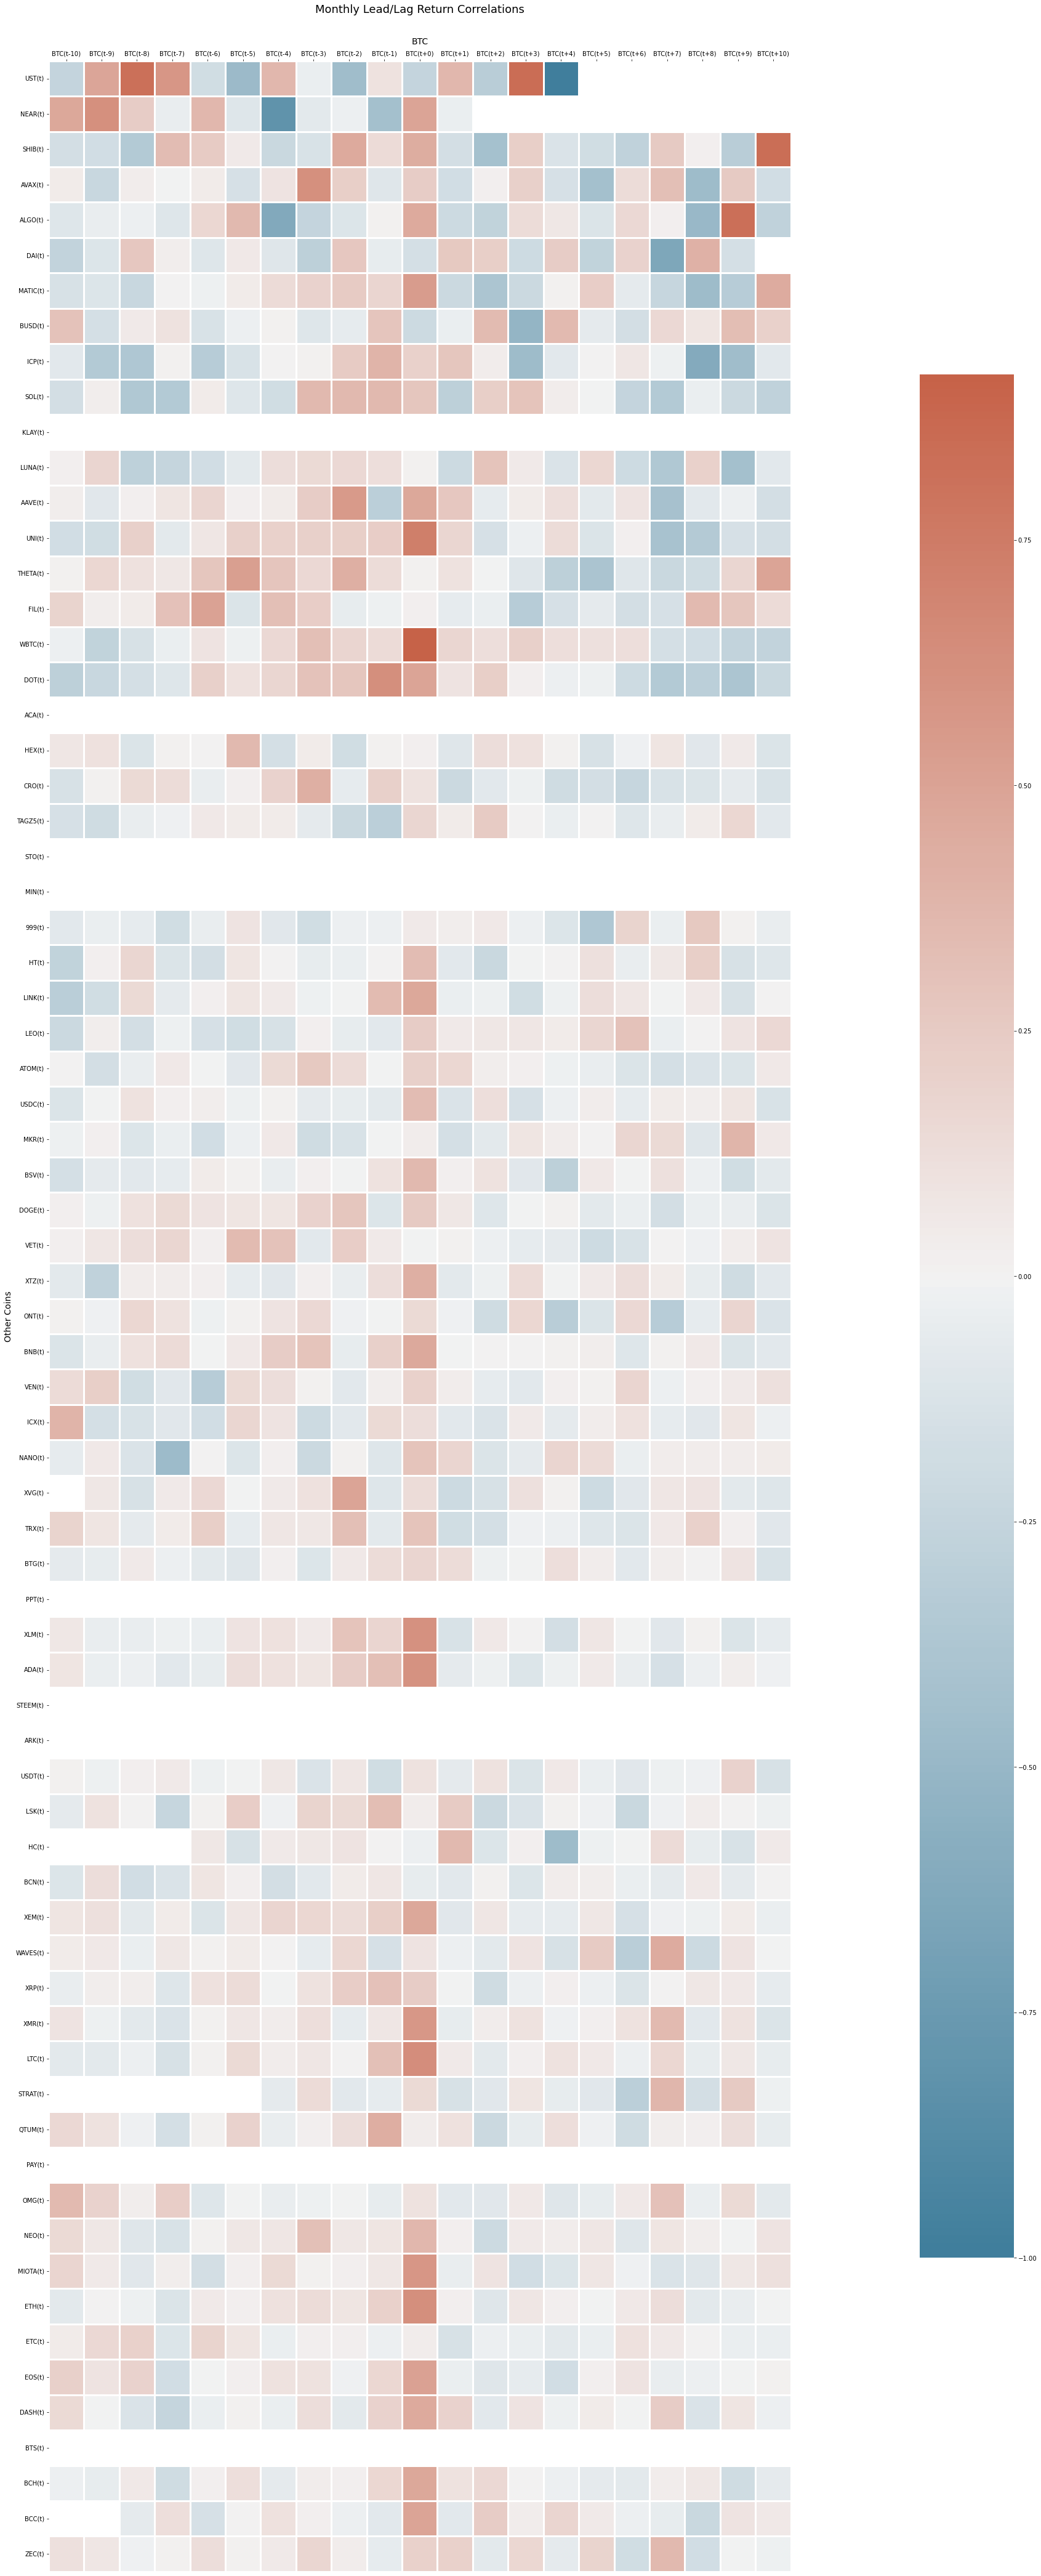 Monthly Lead/Lag Return Correlations
BTC
BTC(t-10) BTC(t-9) BTC(t-8) BTC(t-7) BTC(t-6) BTC(t-5) BTC(t-4) BTC(t-3) BTC(t-2) BTC(t-1) BTC(t+0) BTC(t+1) BTC(t+2) BTC(t+3) BTC(t+4) BTC(t+5) BTC(t+6) BTC(t+7) BTC(t+8) BTC(t+9) BTC(t+10)
UST(t)
NEAR(t)
SHIB(t)
AVAX(t)
ALGO(t)
DAI(t)
MATIC(t)
BUSD(t)
ICP(t)
SOL(t)
KLAY(t)
LUNA(t)
AAVE(t)
UNI(t)
THETA(t)
FIL(t)
WBTC(t)
DOT(t)
ACA(t)
HEX(t)
CRO(t)
TAGZ5(t)
STO(t)
MIN(t)
999(t)
HT(t)
LINK(t)
LEO(t)
ATOM(t)
USDC(t)
MKR(t)
BSV(t)
DOGE(t)
VET(t)
XTZ(t)
ONT(t)
BNB(t)
VEN(t)
ICX(t)
NANO(t)
XVG(t)
TRX(t)
BTG(t)
PPT(t)
XLM(t)
ADA(t)
STEEM(t)
ARK(t)
USDT(t)
LSK(t)
HC(t)
BCN(t)
XEM(t)
WAVES(t)
XRP(t)
XMR(t)
LTC(t)
STRAT(t)
QTUM(t)
PAY(t)
OMG(t)
NEO(t)
MIOTA(t)
ETH(t)
ETC(t)
EOS(t)
DASH(t)
BTS(t)
BCH(t)
BCC(t)
ZEC(t)
Other Coins
0.75
0.50
0.25
0.00
−0.25
−0.50
−0.75
−1.00